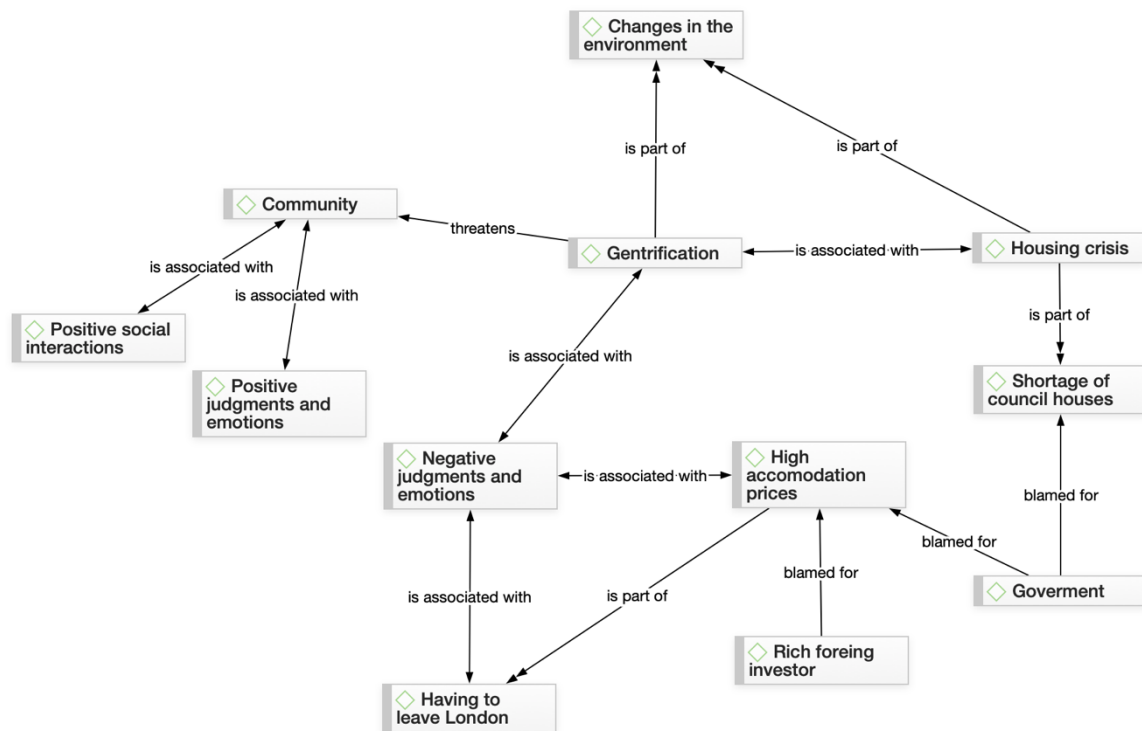 Changes in the
environment
is part of
is part of
Community
threatens
Gentrification
is associated with
Housing crisis
is associated with
is associated with
is part of
Positive social
interactions
is associated with
Positive
judgments and
emotions
Shortage of
council houses
Negative
judgments and
emotions
is associated with
High
accomodation
prices
blamed for
blamed for
blamed for
is associated with
is part of
Goverment
Rich foreing
investor
Having to
leave London